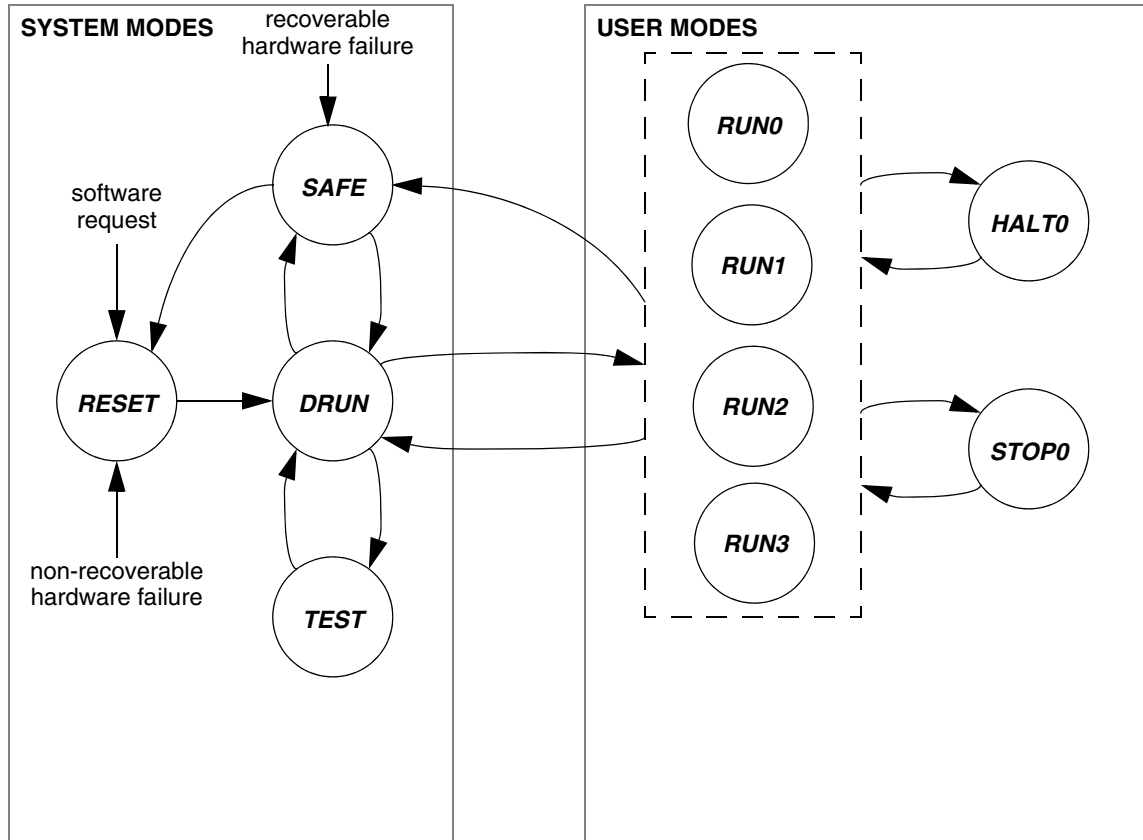 SYSTEM MODES
recoverable
hardware failure
SAFE
software
request
RESET
DRUN
non-recoverable
hardware failure
TEST
USER MODES
RUN0
HALT0
RUN1
RUN2
STOP0
RUN3